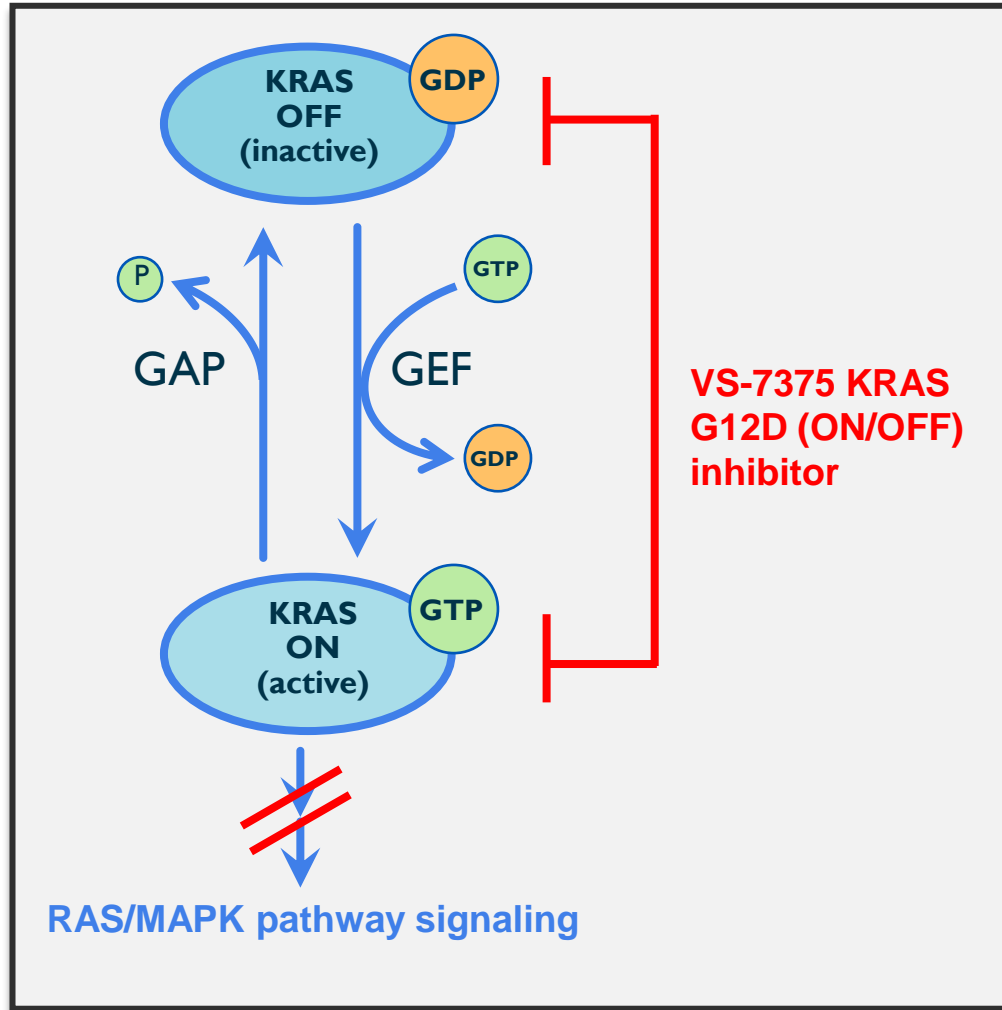 KRAS
OFF
(inactive)
GDP
P
GTP
GAP
GEF
GDP
VS-7375 KRAS
G12D (ON/OFF)
inhibitor
KRAS
ON
(active)
GTP
RAS/MAPK pathway signaling